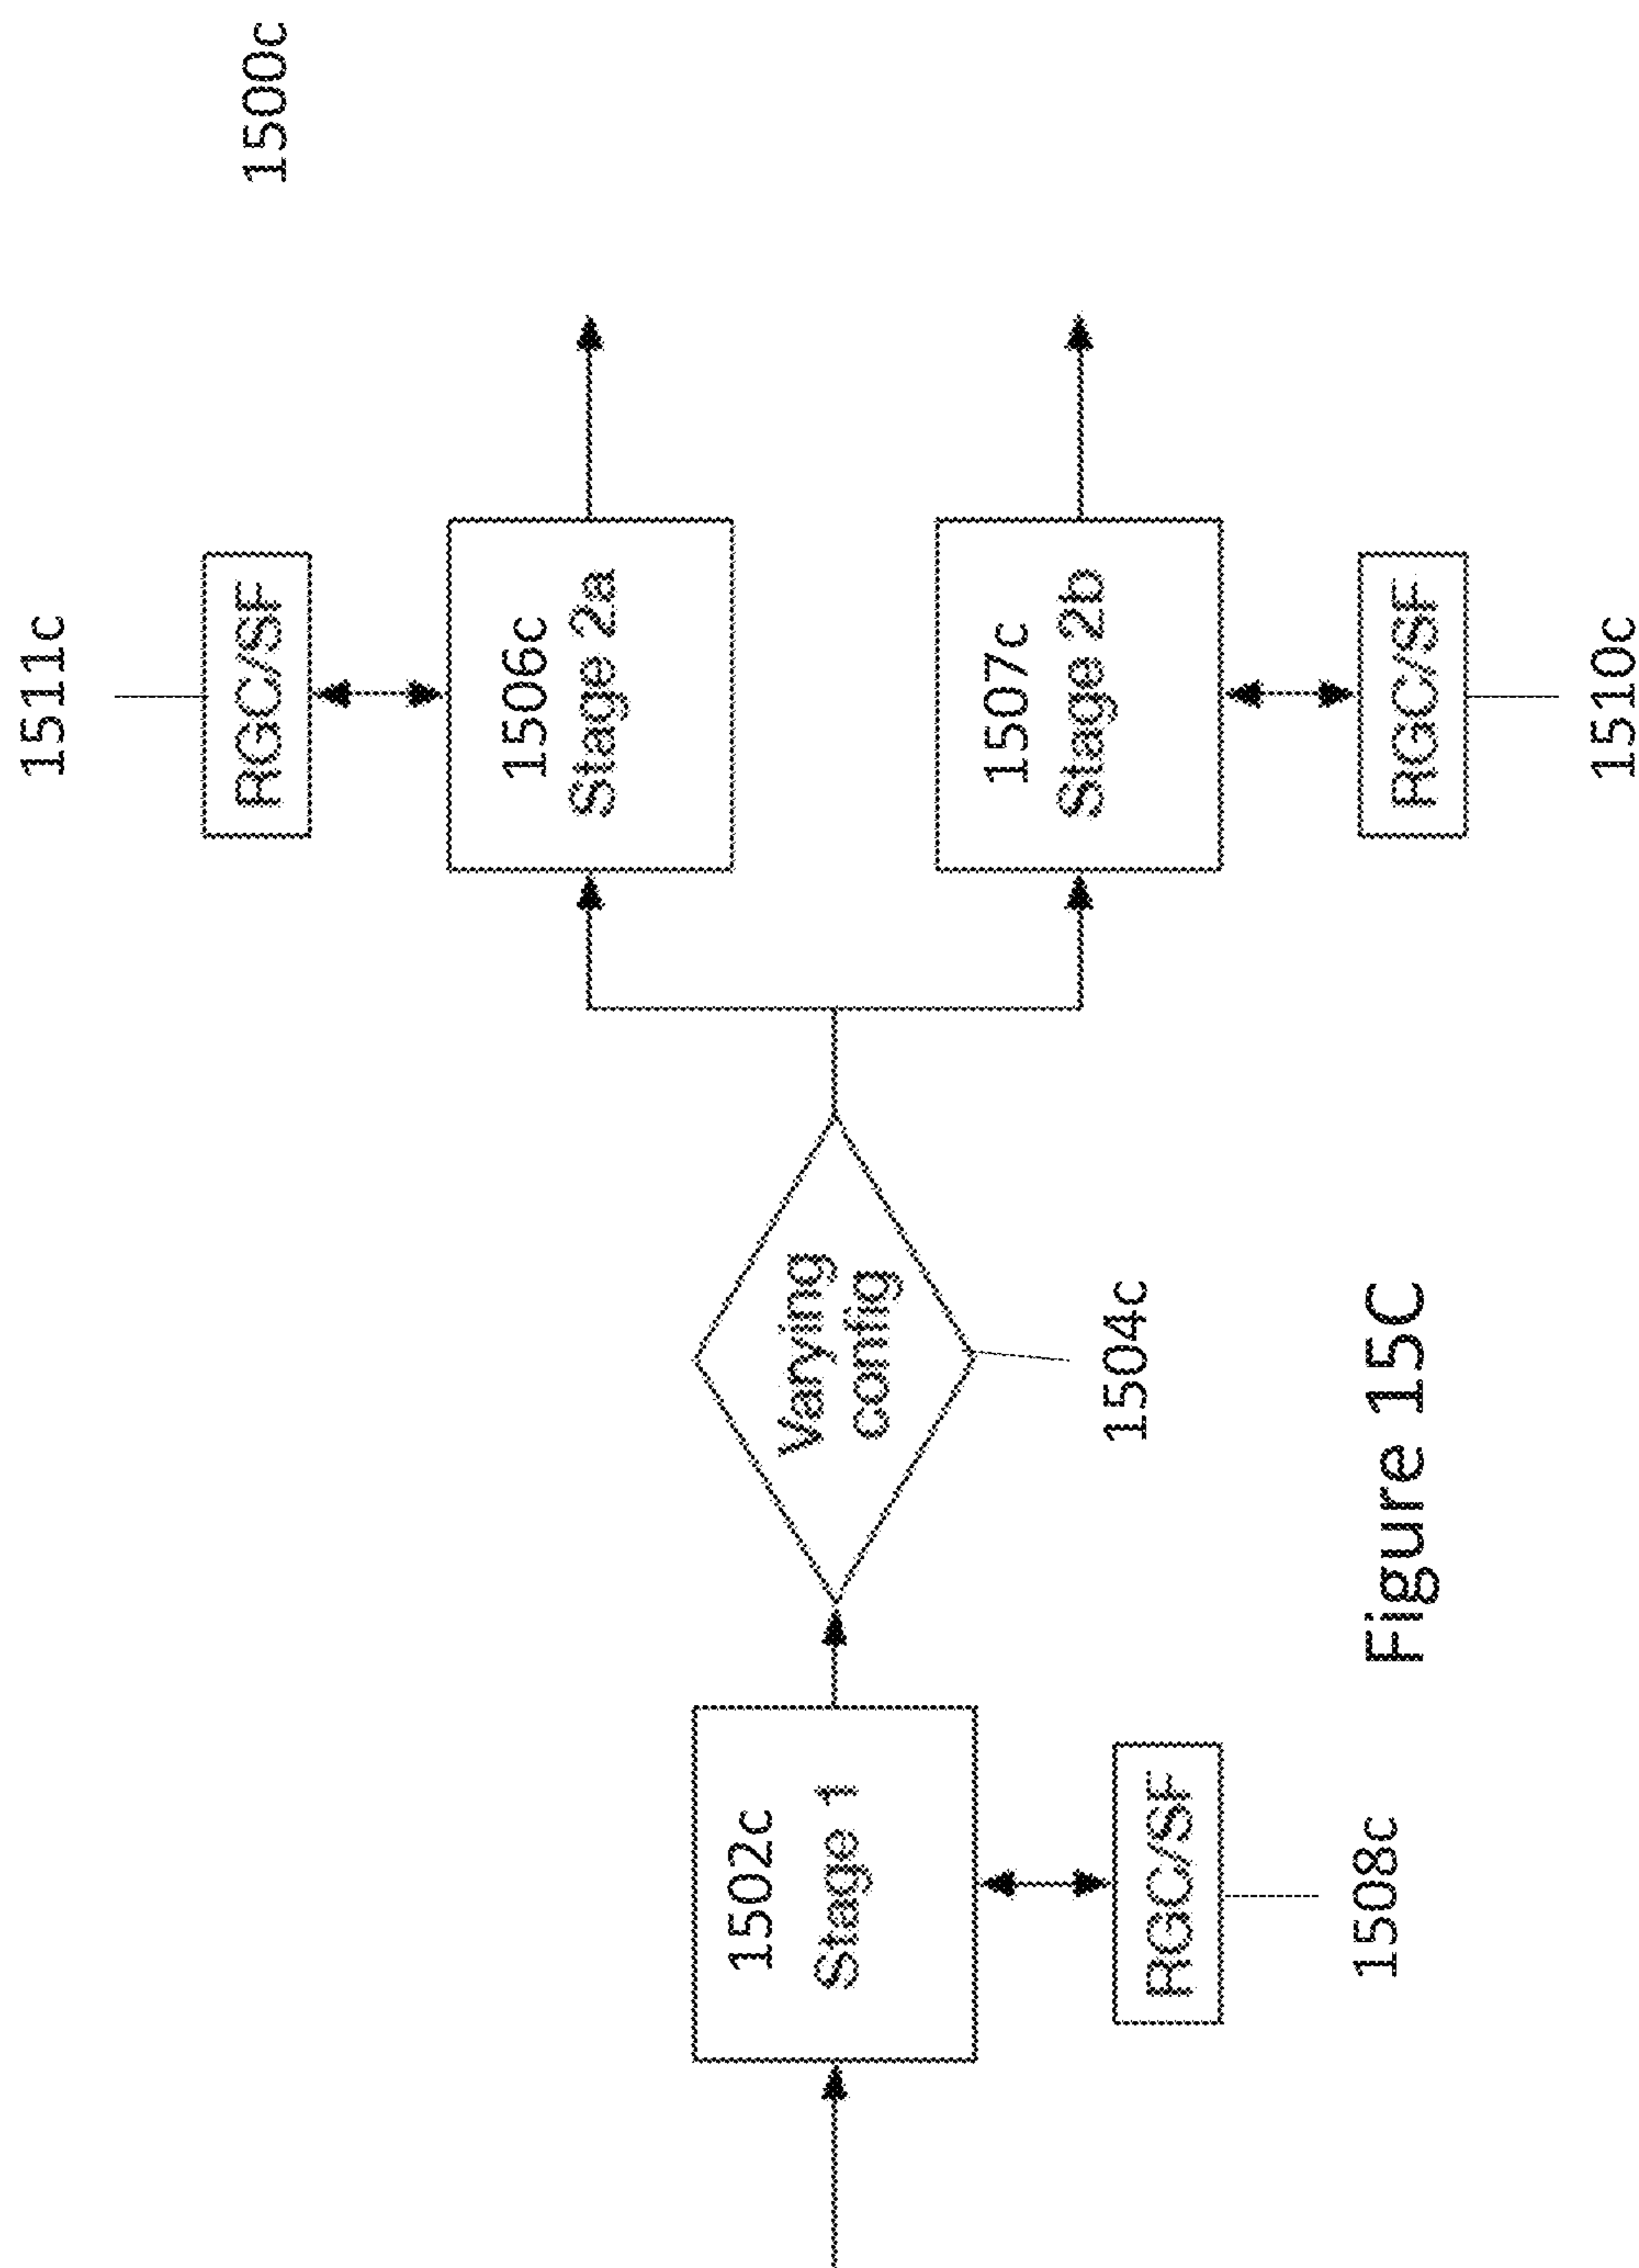 1500c
1511c
RGC/SF
1506c
Stage 2a
1502c
Stage 1
Varying
config
1507c
Stage 2b
RGC/SF
1508c
1504c
RGC/SF
1510c
Figure 15C